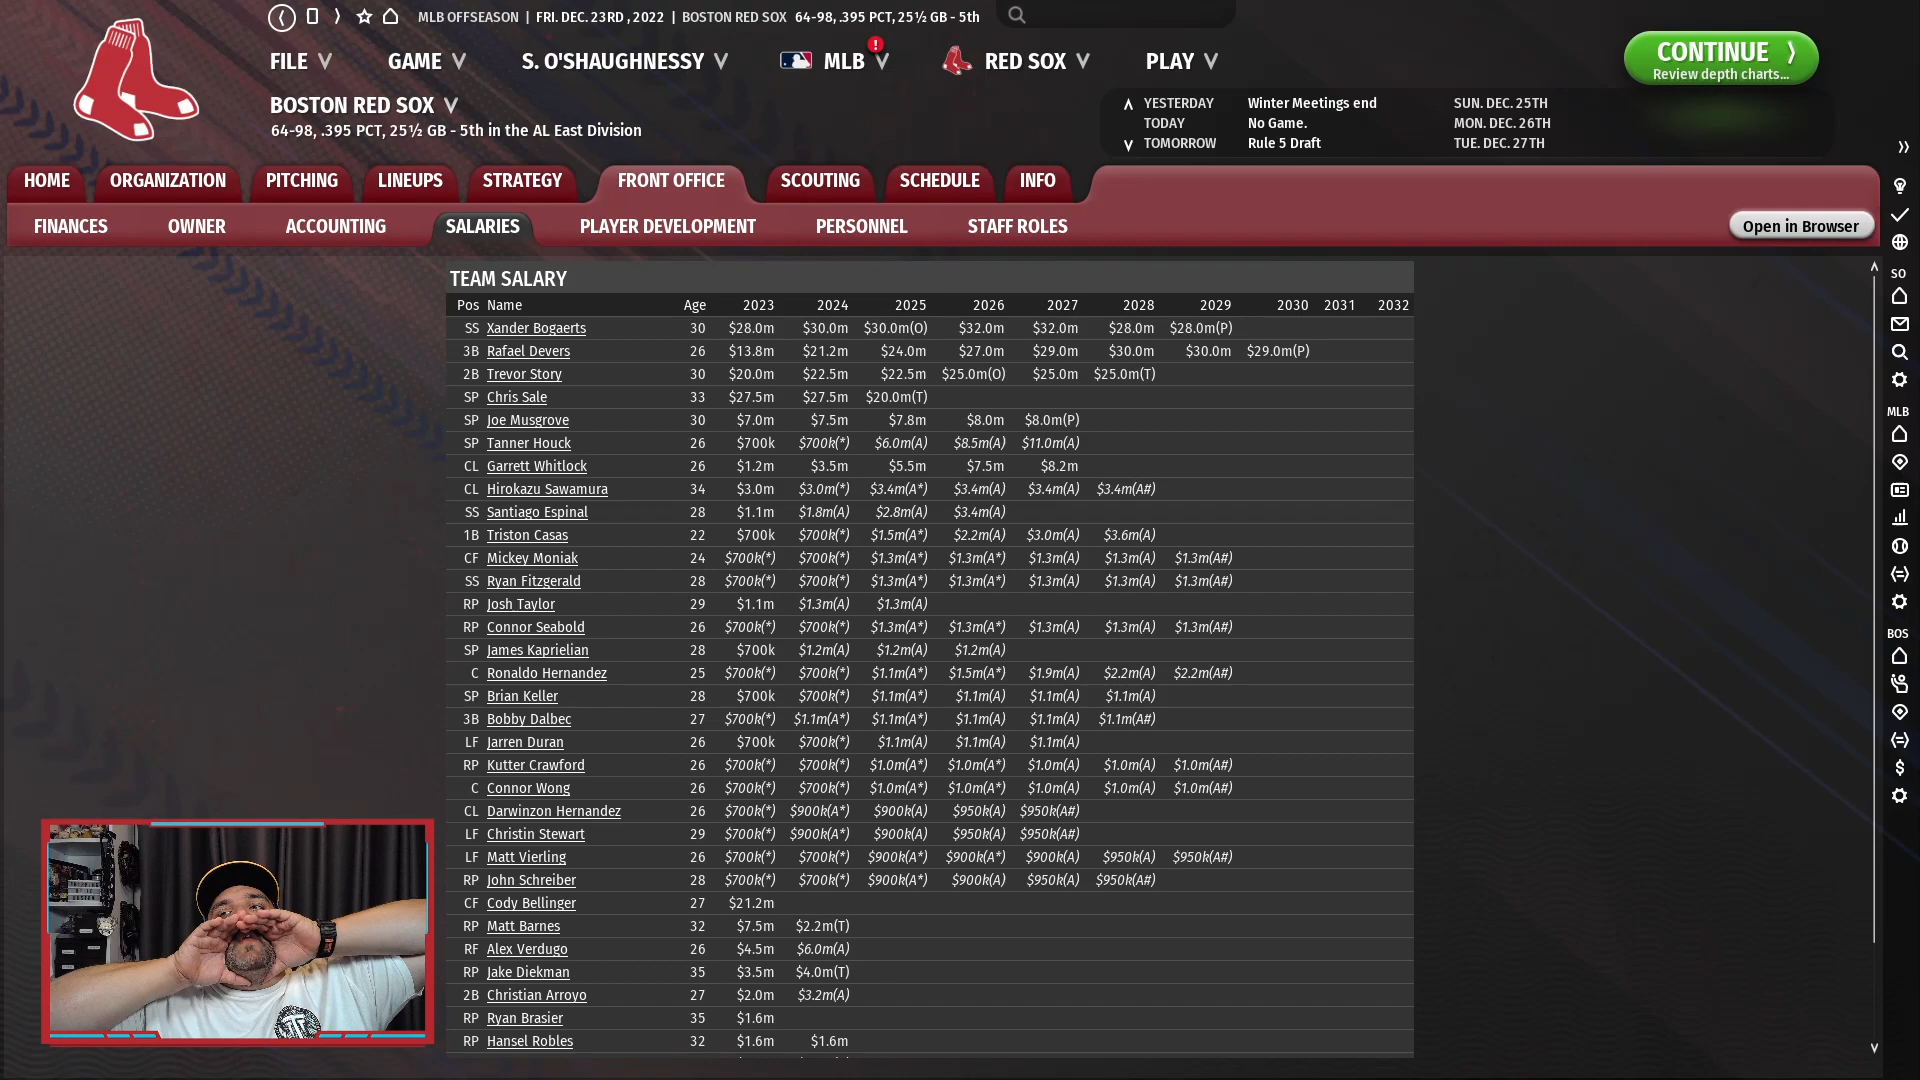 MLB OFFSEASON | FRI. DEC. 23RD , 2022 | BOSTON RED SOX 64-98, .395 PCT, 25½ GB - 5th
FILE GAME S. O'SHAUGHNESSY MLB RED SOX PLAY
CONTINUE
Review depth charts...
BOSTON RED SOX
64-98, .395 PCT, 25½ GB - 5th in the AL East Division
YESTERDAY Winter Meetings end SUN. DEC. 25TH
TODAY No Game. MON. DEC. 26TH
TOMORROW Rule 5 Draft TUE. DEC. 27TH
HOME ORGANIZATION PITCHING LINEUPS STRATEGY FRONT OFFICE SCOUTING SCHEDULE INFO
FINANCES OWNER ACCOUNTING SALARIES PLAYER DEVELOPMENT PERSONNEL STAFF ROLES Open in Browser
TEAM SALARY
Pos Name Age 2023 2024 2025 2026 2027 2028 2029 2030 2031 2032
SS Xander Bogaerts 30 $28.0m $30.0m $30.0m(O) $32.0m $32.0m $28.0m $28.0m(P)
3B Rafael Devers 26 $13.8m $21.2m $24.0m $27.0m $29.0m $30.0m $30.0m $29.0m(P)
2B Trevor Story 30 $20.0m $22.5m $22.5m $25.0m(O) $25.0m $25.0m(T)
SP Chris Sale 33 $27.5m $27.5m $20.0m(T)
SP Joe Musgrove 30 $7.0m $7.5m $7.8m $8.0m $8.0m(P)
SP Tanner Houck 26 $700k $700k(*) $6.0m(A) $8.5m(A) $11.0m(A)
CL Garrett Whitlock 26 $1.2m $3.5m $5.5m $7.5m $8.2m
CL Hirokazu Sawamura 34 $3.0m $3.0m(*) $3.4m(A*) $3.4m(A) $3.4m(A) $3.4m(A#)
SS Santiago Espinal 28 $1.1m $1.8m(A) $2.8m(A) $3.4m(A)
1B Triston Casas 22 $700k $700k(*) $1.5m(A*) $2.2m(A) $3.0m(A) $3.6m(A)
CF Mickey Moniak 24 $700k(*) $700k(*) $1.3m(A*) $1.3m(A*) $1.3m(A) $1.3m(A) $1.3m(A#)
SS Ryan Fitzgerald 28 $700k(*) $700k(*) $1.3m(A*) $1.3m(A*) $1.3m(A) $1.3m(A) $1.3m(A#)
RP Josh Taylor 29 $1.1m $1.3m(A) $1.3m(A)
RP Connor Seabold 26 $700k(*) $700k(*) $1.3m(A*) $1.3m(A*) $1.3m(A) $1.3m(A) $1.3m(A#)
SP James Kaprielian 28 $700k $1.2m(A) $1.2m(A) $1.2m(A)
C Ronaldo Hernandez 25 $700k(*) $700k(*) $1.1m(A*) $1.5m(A*) $1.9m(A) $2.2m(A) $2.2m(A#)
SP Brian Keller 28 $700k $700k(*) $1.1m(A*) $1.1m(A) $1.1m(A) $1.1m(A)
3B Bobby Dalbec 27 $700k(*) $1.1m(A*) $1.1m(A*) $1.1m(A) $1.1m(A) $1.1m(A#)
LF Jarren Duran 26 $700k $700k(*) $1.1m(A) $1.1m(A) $1.1m(A)
RP Kutter Crawford 26 $700k(*) $700k(*) $1.0m(A*) $1.0m(A*) $1.0m(A) $1.0m(A) $1.0m(A#)
C Connor Wong 26 $700k(*) $700k(*) $1.0m(A*) $1.0m(A*) $1.0m(A) $1.0m(A) $1.0m(A#)
CL Darwinzon Hernandez 26 $700k(*) $900k(A*) $900k(A) $950k(A) $950k(A#)
LF Christin Stewart 29 $700k(*) $900k(A*) $900k(A) $950k(A) $950k(A#)
LF Matt Vierling 26 $700k(*) $700k(*) $900k(A*) $900k(A*) $900k(A) $950k(A) $950k(A#)
RP John Schreiber 28 $700k(*) $700k(*) $900k(A*) $900k(A) $950k(A) $950k(A#)
CF Cody Bellinger 27 $21.2m
RP Matt Barnes 32 $7.5m $2.2m(T)
RF Alex Verdugo 26 $4.5m $6.0m(A)
RP Jake Diekman 35 $3.5m $4.0m(T)
2B Christian Arroyo 27 $2.0m $3.2m(A)
RP Ryan Brasier 35 $1.6m
RP Hansel Robles 32 $1.6m $1.6m
SO
MLB
BOS